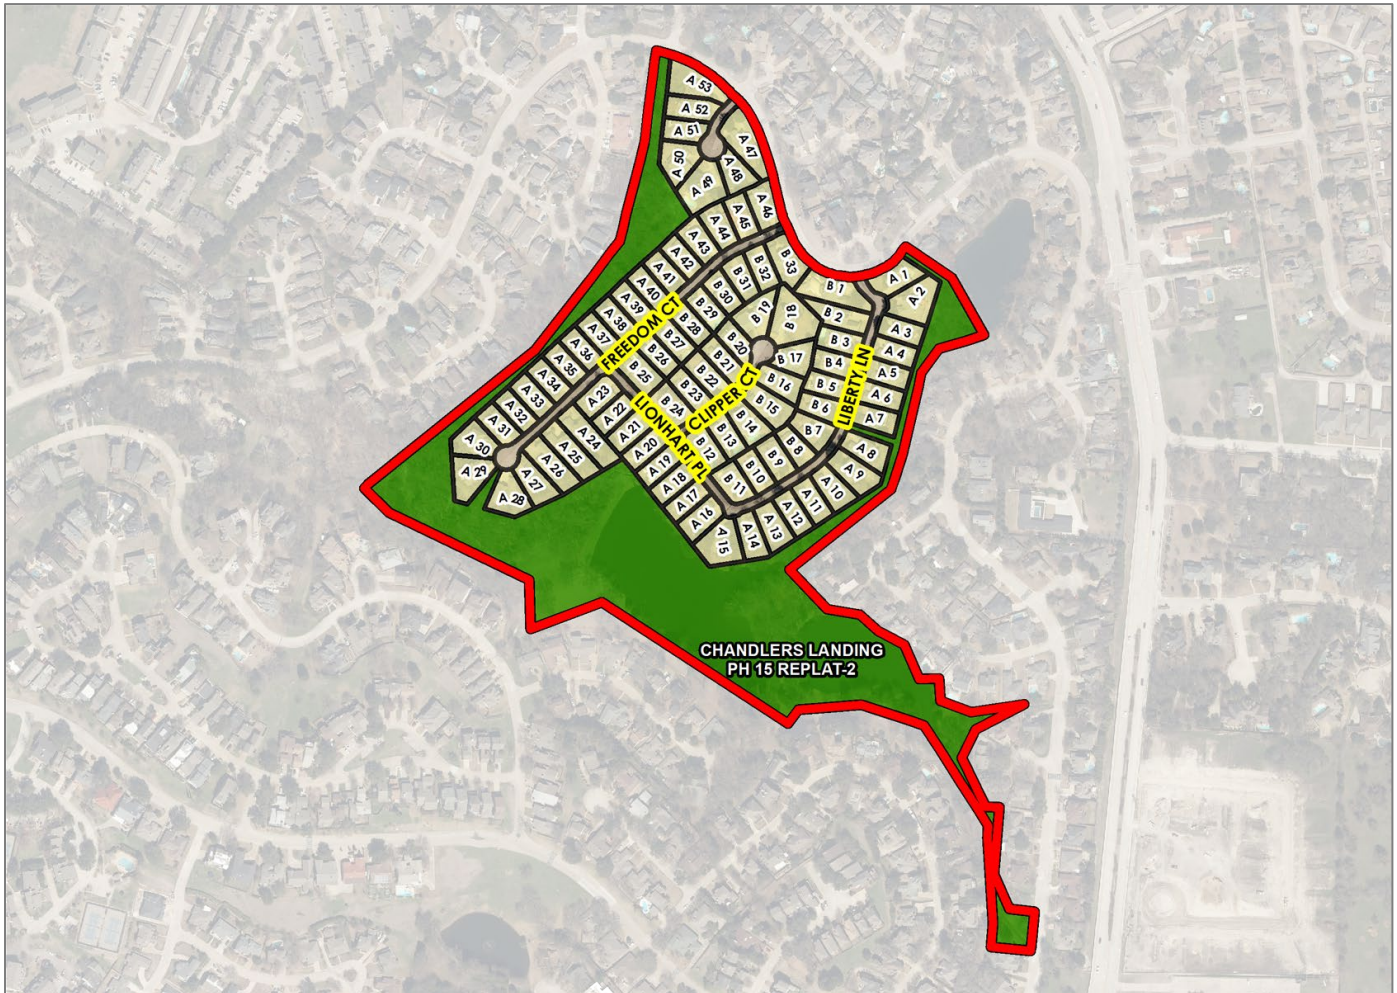 A 53
A 52
A 51
A 50
A 49
A 48
A 47
A 46
A 45
A 44
A 43
A 42
A 41
A 40
A 39
A 38
A 37
A 36
A 35
A 34
A 33
A 32
A 31
A 30
A 29
A 28
A 27
A 26
A 25
A 24
A 23
A 22
A 21
A 20
A 19
A 18
A 17
A 16
A 15
A 14
A 13
A 12
A 11
A 10
A 9
A 8
A 7
A 6
A 5
A 4
A 3
A 2
A 1
B 1
B 2
B 3
B 4
B 5
B 6
B 7
B 8
B 9
B 10
B 11
B 12
B 13
B 14
B 15
B 16
B 17
B 18
B 19
B 20
B 21
B 22
B 23
B 24
B 25
B 26
B 27
B 28
B 29
B 30
B 31
B 32
B 33
FREEDOM CT
LIONHART PL
CLIPPER CT
LIBERTY LN
CHANDLERS LANDING
PH 15 REPLAT-2